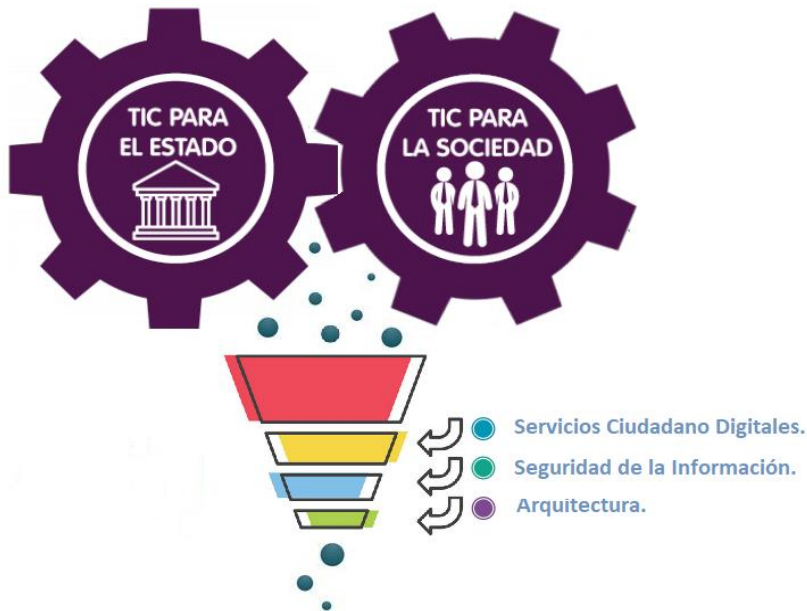 TIC PARA
EL ESTADO
TIC PARA
LA SOCIEDAD
Servicios Ciudadano Digitales.
Seguridad de la Información.
Arquitectura.